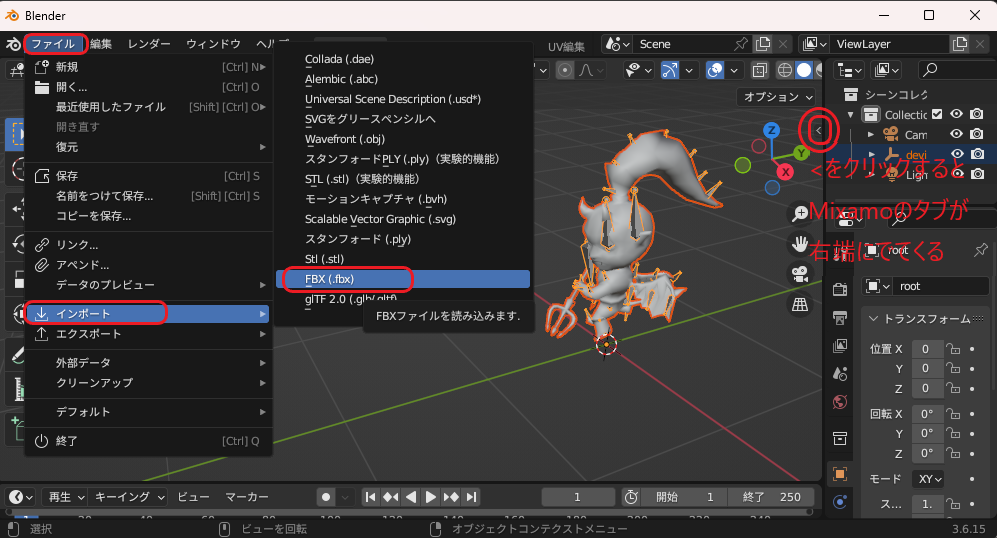 Blender
ファイル 編集 レンダー ウィンドウ ヘルプ
UV編集 Scene ViewLayer
新規 [Ctrl] N
開く... [Ctrl] O
最近使用したファイル [Shift] [Ctrl] O
開き直す
復元
保存 [Ctrl] S
名前をつけて保存... [Shift] [Ctrl] S
コピーを保存...
リンク...
アペンド...
データのプレビュー
インポート
エクスポート
外部データ
クリーンアップ
デフォルト
終了 [Ctrl] Q
Collada (.dae)
Alembic (.abc)
Universal Scene Description (.usd*)
SVGをグリースペンシルへ
Wavefront (.obj)
スタンフォードPLY (.ply)（実験的機能）
STL (.stl)（実験的機能）
モーションキャプチャ (.bvh)
Scalable Vector Graphic (.svg)
スタンフォード (.ply)
Stl (.stl)
FBX (.fbx)
glTF 2.0 (.glb/.gltf)
FBXファイルを読み込みます.
オプション
Z
Y
X
<をクリックすると
Mixamoのタブが
右端にでてくる
シーンコレク
Collectic
Cam
devi
Ligh
root
root
トランスフォーム
位置 X 0
Y 0
Z 0
回転 X 0°
Y 0°
Z 0°
モード XY
ス... 1.
再生 キーイング ビュー マーカー 1 開始 1 終了 250
1 20
選択 ビューを回転 オブジェクトコンテクストメニュー 3.6.15